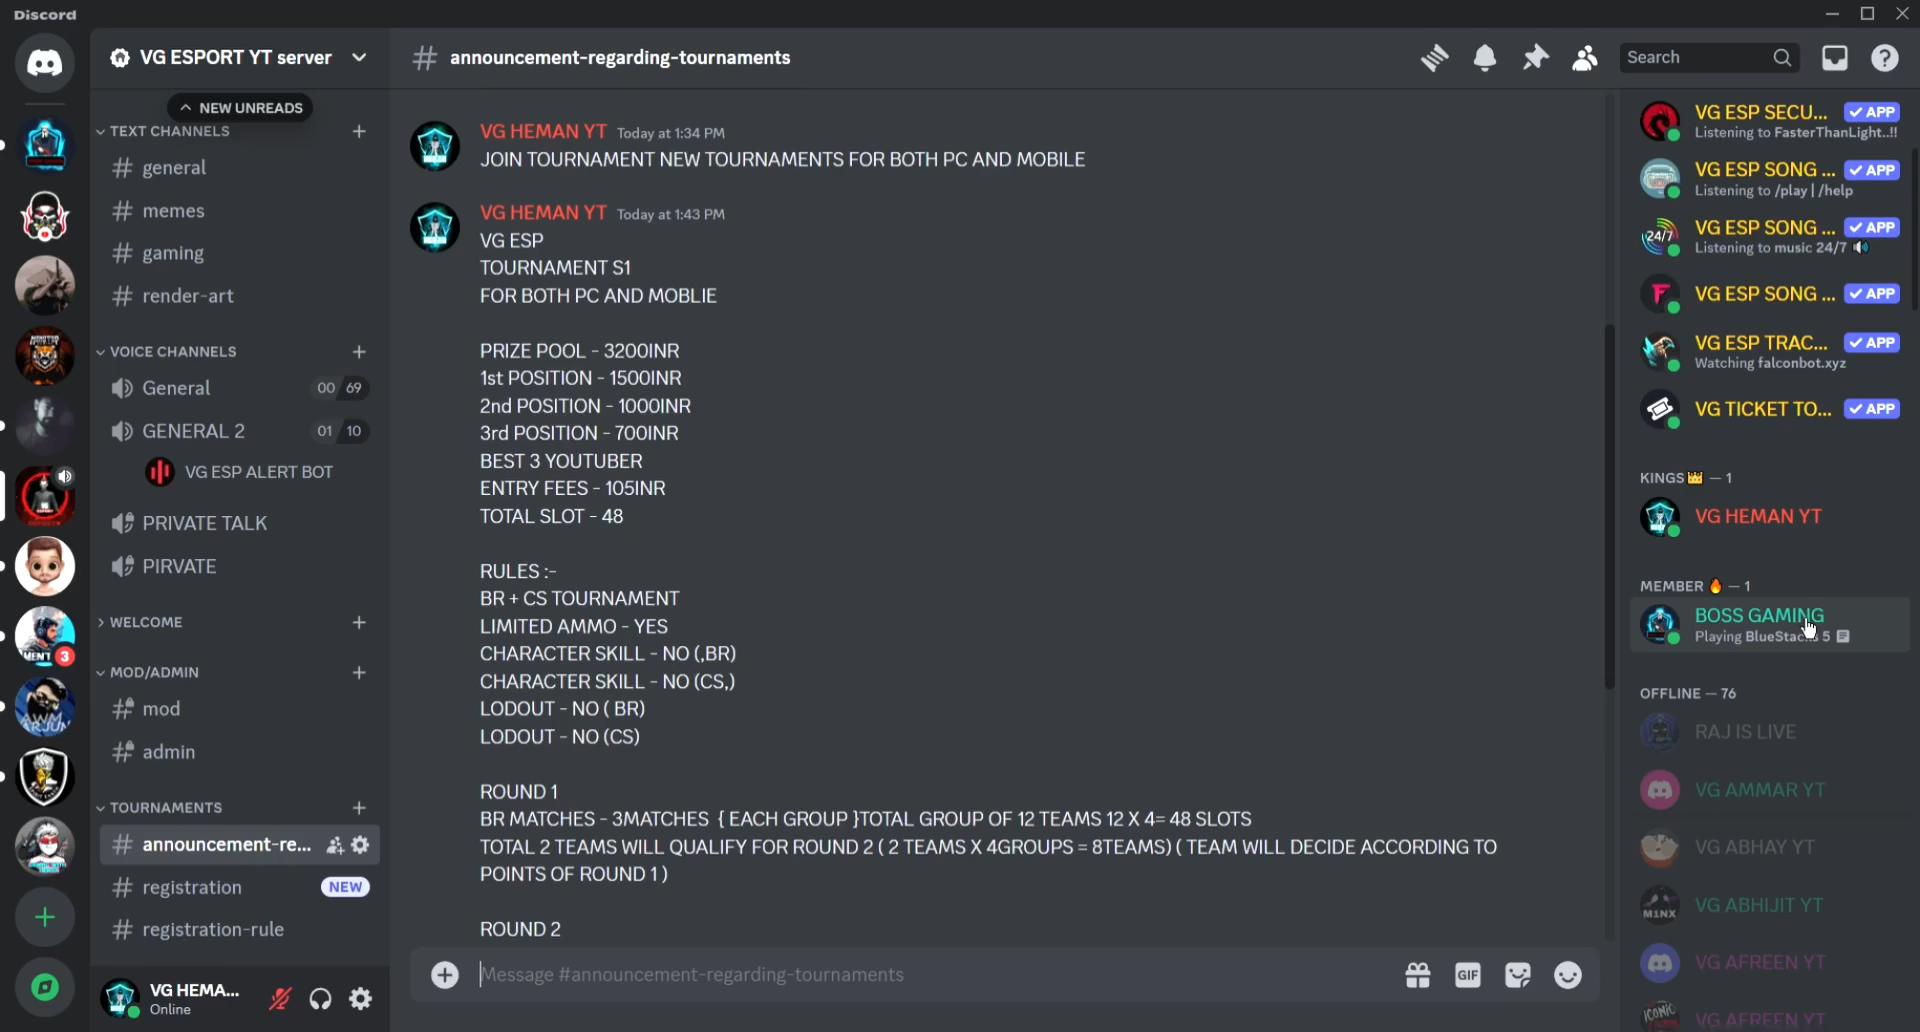 Discord
VG ESPORT YT server
NEW UNREADS
TEXT CHANNELS
general
memes
gaming
render-art
VOICE CHANNELS
General 00 69
GENERAL 2 01 10
VG ESP ALERT BOT
PRIVATE TALK
PIRVATE
WELCOME
MOD/ADMIN
mod
admin
TOURNAMENTS
announcement-re...
registration NEW
registration-rule
VG HEMA...
Online
MENT 3
# announcement-regarding-tournaments
Search
VG HEMAN YT Today at 1:34 PM
JOIN TOURNAMENT NEW TOURNAMENTS FOR BOTH PC AND MOBILE
VG HEMAN YT Today at 1:43 PM
VG ESP
TOURNAMENT S1
FOR BOTH PC AND MOBLIE
PRIZE POOL - 3200INR
1st POSITION - 1500INR
2nd POSITION - 1000INR
3rd POSITION - 700INR
BEST 3 YOUTUBER
ENTRY FEES - 105INR
TOTAL SLOT - 48
RULES :-
BR + CS TOURNAMENT
LIMITED AMMO - YES
CHARACTER SKILL - NO (,BR)
CHARACTER SKILL - NO (CS,)
LODOUT - NO ( BR)
LODOUT - NO (CS)
ROUND 1
BR MATCHES - 3MATCHES { EACH GROUP }TOTAL GROUP OF 12 TEAMS 12 X 4= 48 SLOTS
TOTAL 2 TEAMS WILL QUALIFY FOR ROUND 2 ( 2 TEAMS X 4GROUPS = 8TEAMS) ( TEAM WILL DECIDE ACCORDING TO
POINTS OF ROUND 1 )
ROUND 2
Message #announcement-regarding-tournaments
GIF
VG ESP SECU... APP
Listening to FasterThanLight..!!
VG ESP SONG ... APP
Listening to /play | /help
24/7 VG ESP SONG ... APP
Listening to music 24/7
VG ESP SONG ... APP
VG ESP TRAC... APP
Watching falconbot.xyz
VG TICKET TO... APP
KINGS👑 — 1
VG HEMAN YT
MEMBER 🔥 — 1
BOSS GAMING
Playing 5
OFFLINE — 76
RAJ IS LIVE
VG AMMAR YT
VG ABHAY YT
M1NX VG ABHIJIT YT
VG AFREEN YT
ICONIC VG AFREEN YT